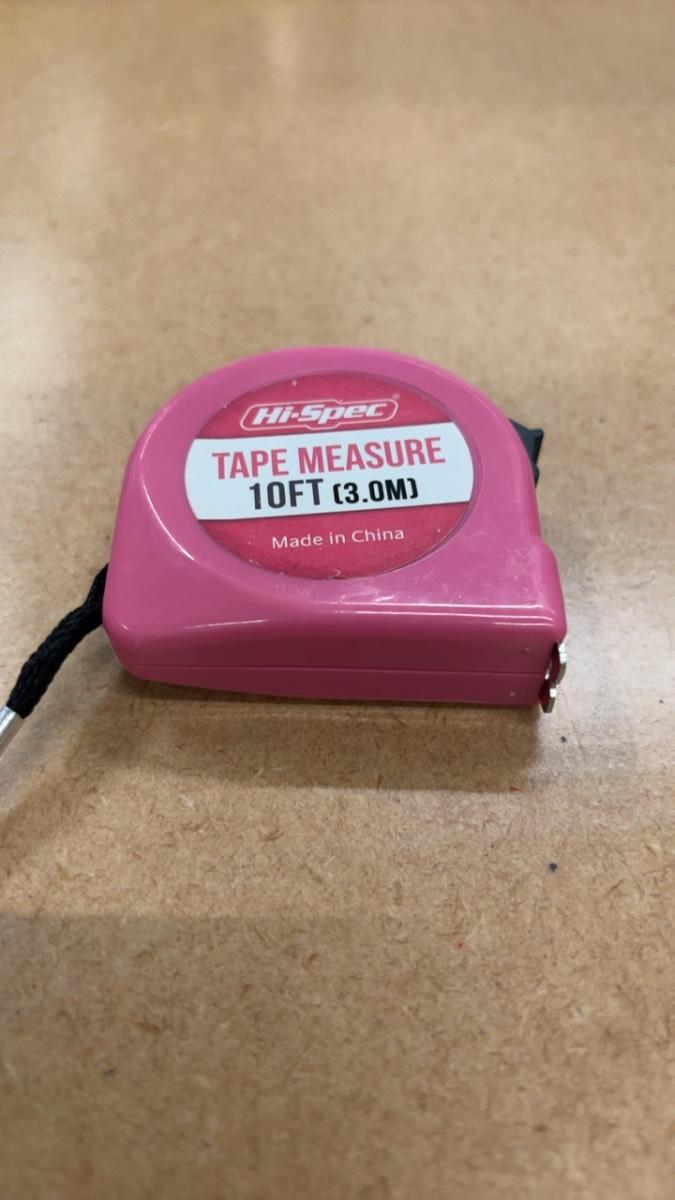 Hi-Spec®
TAPE MEASURE
10FT (3.0M)
Made in China